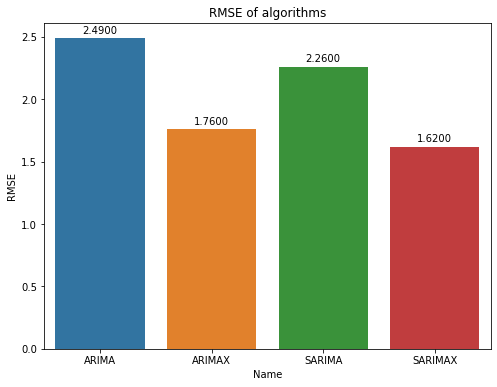 RMSE of algorithms
2.4900
1.7600
2.2600
1.6200
RMSE
2.5
2.0
1.5
1.0
0.5
0.0
ARIMA
ARIMAX
SARIMA
SARIMAX
Name